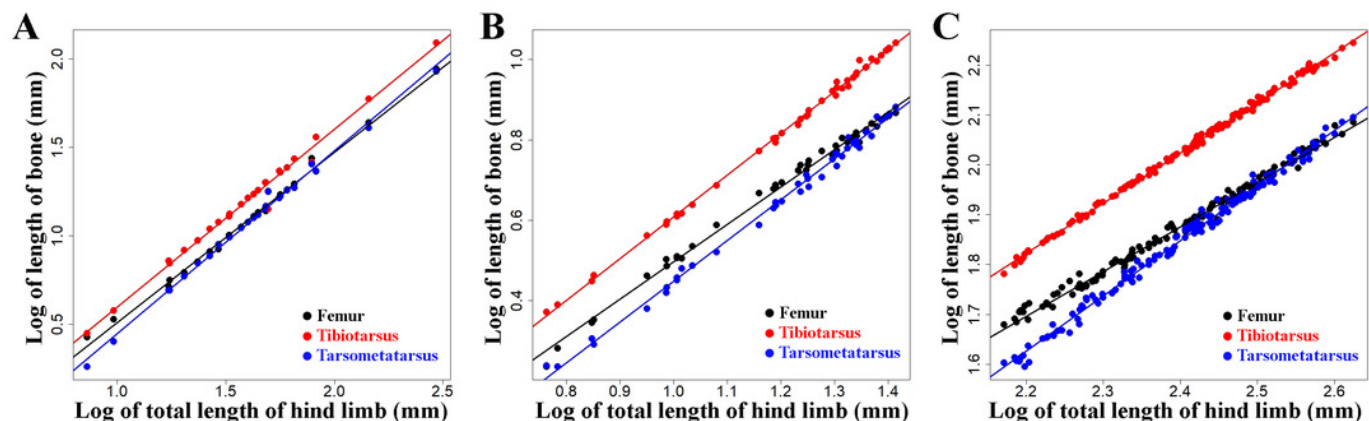 A
Log of length of bone (mm)
2.0
1.5
1.0
0.5
Femur
Tibiotarsus
Tarsometatarsus
1.0 1.5 2.0 2.5
Log of total length of hind limb (mm)
B
Log of length of bone (mm)
1.0
0.8
0.6
0.4
Femur
Tibiotarsus
Tarsometatarsus
0.8 0.9 1.0 1.1 1.2 1.3 1.4
Log of total length of hind limb (mm)
C
Log of length of bone (mm)
2.2
2.1
2.0
1.9
1.8
1.7
1.6
Femur
Tibiotarsus
Tarsometatarsus
2.2 2.3 2.4 2.5 2.6
Log of total length of hind limb (mm)